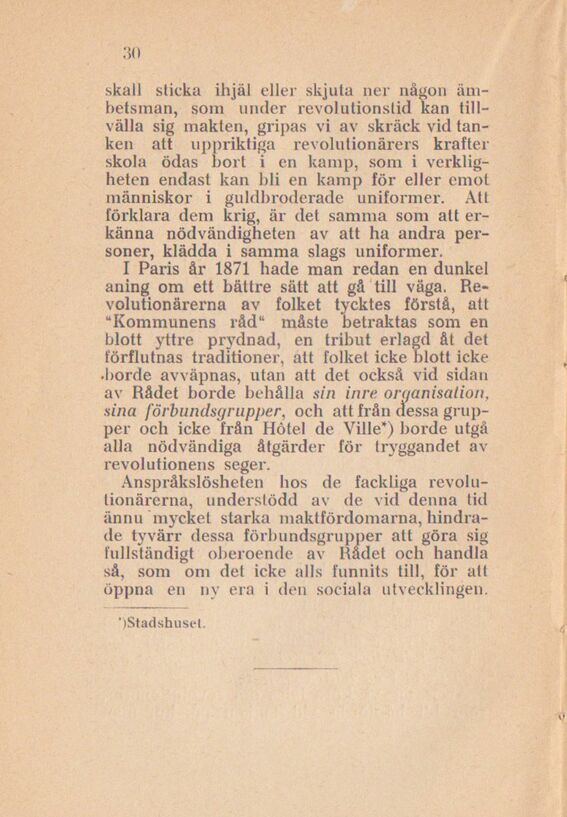 30
skall sticka ihjäl eller skjuta ner någon äm-
betsman, som under revolutionstid kan till-
välla sig makten, gripas vi av skräck vid tan-
ken att uppriktiga revolutionärers krafter
skola ödas bort i en kamp, som i verklig-
heten endast kan bli en kamp för eller emot
människor i guldbroderade uniformer. Att
förklara dem krig, är det samma som att er-
känna nödvändigheten av att ha andra per-
soner, klädda i samma slags uniformer.
I Paris år 1871 hade man redan en dunkel
aning om ett bättre sätt att gå till väga. Re-
volutionärerna av folket tycktes förstå, att
“Kommunens råd“ måste betraktas som en
blott yttre prydnad, en tribut erlagd åt det
förflutnas traditioner, att folket icke blott icke
borde avväpnas, utan att det också vid sidan
av Rådet borde behålla sin inre organisation,
sina förbundsgrupper, och att från dessa grup-
per och icke från Hôtel de Ville*) borde utgå
alla nödvändiga åtgärder för tryggandet av
revolutionens seger.
Anspråkslösheten hos de fackliga revolu-
tionärerna, understödd av de vid denna tid
ännu mycket starka maktfördomarna, hindra-
de tyvärr dessa förbundsgrupper att göra sig
fullständigt oberoende av Rådet och handla
så, som om det icke alls funnits till, för att
öppna en ny era i den sociala utvecklingen.
*)Stadshuset.